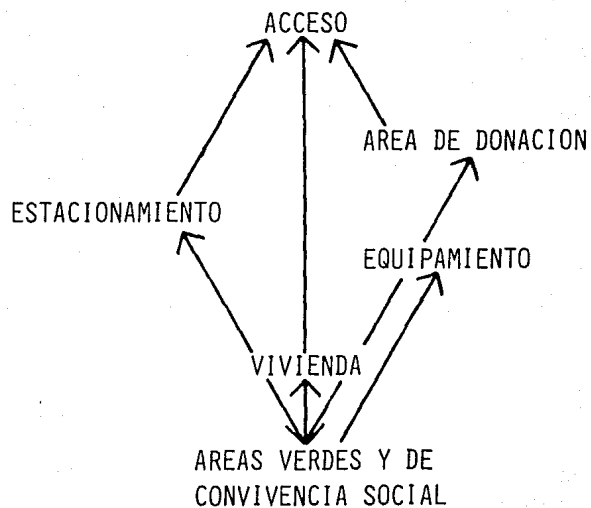 ACCESO
AREA DE DONACION
ESTACIONAMIENTO
EQUIPAMIENTO
VIVIENDA
AREAS VERDES Y DE
CONVIVENCIA SOCIAL